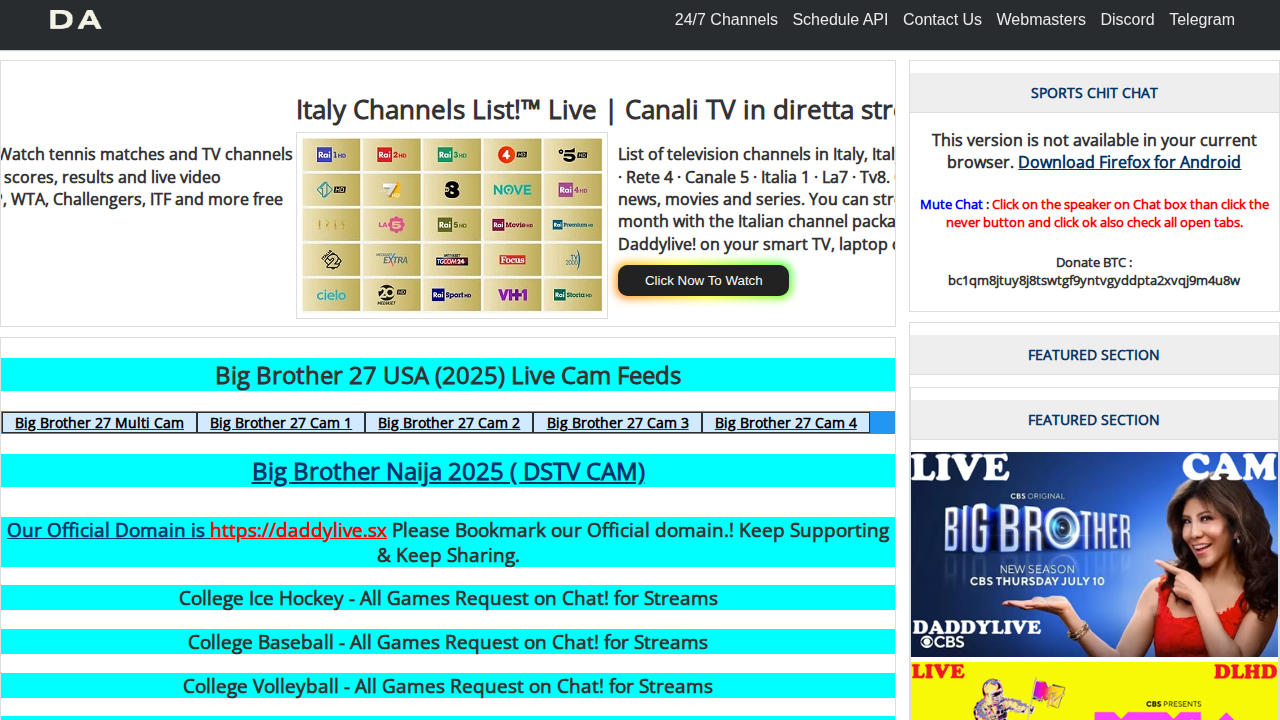 DA
24/7 Channels Schedule API Contact Us Webmasters Discord Telegram
Watch tennis matches and TV channels
scores, results and live video
WTA, Challengers, ITF and more free
Italy Channels List!™ Live | Canali TV in diretta
Rai 1 HD Rai 2 HD Rai 3 HD 4 HD 5 HD
1 HD 7 8 NOVE Rai 4 HD
IRIS LA 5 Rai 5 HD Rai Movie HD Rai Premium HD
27 MEDIASET EXTRA MEDIASET TGCOM24 Focus TV 2000
cielo 20 MEDIASET HD Rai Sport HD VH1 Rai Storia HD
List of television channels in Italy,
· Rete 4 · Canale 5 · Italia 1 · La7 · Tv8.
news, movies and series. You can
month with the Italian channel
Daddylive! on your smart TV, laptop
Click Now To Watch
Big Brother 27 USA (2025) Live Cam Feeds
Big Brother 27 Multi Cam Big Brother 27 Cam 1 Big Brother 27 Cam 2 Big Brother 27 Cam 3 Big Brother 27 Cam 4
Big Brother Naija 2025 ( DSTV CAM)
Our Official Domain is https://daddylive.sx Please Bookmark our Official domain.! Keep Supporting
& Keep Sharing.
College Ice Hockey - All Games Request on Chat! for Streams
College Baseball - All Games Request on Chat! for Streams
College Volleyball - All Games Request on Chat! for Streams
SPORTS CHIT CHAT
This version is not available in your current
browser. Download Firefox for Android
Mute Chat : Click on the speaker on Chat box than click the
never button and click ok also check all open tabs.
Donate BTC :
bc1qm8jtuy8j8tswtgf9yntvgyddpta2xvqj9m4u8w
FEATURED SECTION
FEATURED SECTION
LIVE CAM
CBS ORIGINAL
BIG BROTHER
NEW SEASON
CBS THURSDAY JULY 10
DADDYLIVE
CBS
LIVE DLHD
CBS PRESENTS